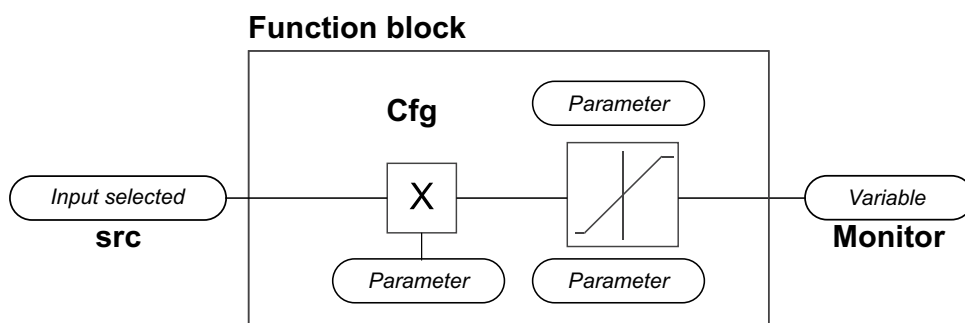 Function block
Cfg
Parameter
Input selected
src
X
Parameter
Parameter
Variable
Monitor